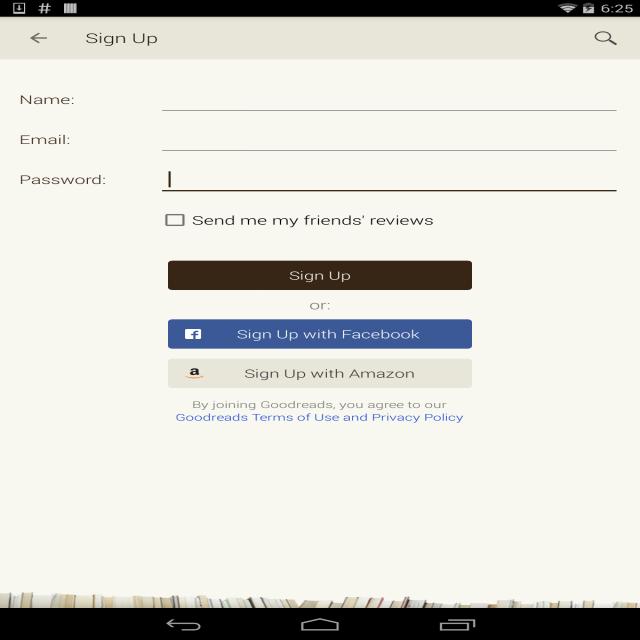 6:25
Sign Up
Name:
Email:
Password:
Send me my friends' reviews
Sign Up
or:
Sign Up with Facebook
Sign Up with Amazon
By joining Goodreads, you agree to our
Goodreads Terms of Use and Privacy Policy